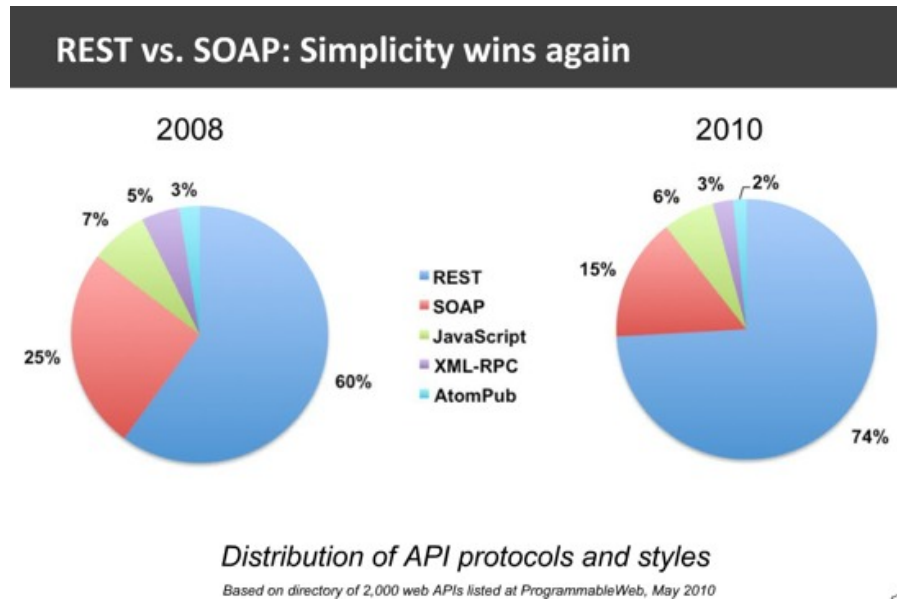 REST vs. SOAP: Simplicity wins again
2008
2010
3%
5%
7%
25%
60%
2%
3%
6%
15%
74%
REST
SOAP
JavaScript
XML-RPC
AtomPub
Distribution of API protocols and styles
Based on directory of 2,000 web APIs listed at ProgrammableWeb, May 2010